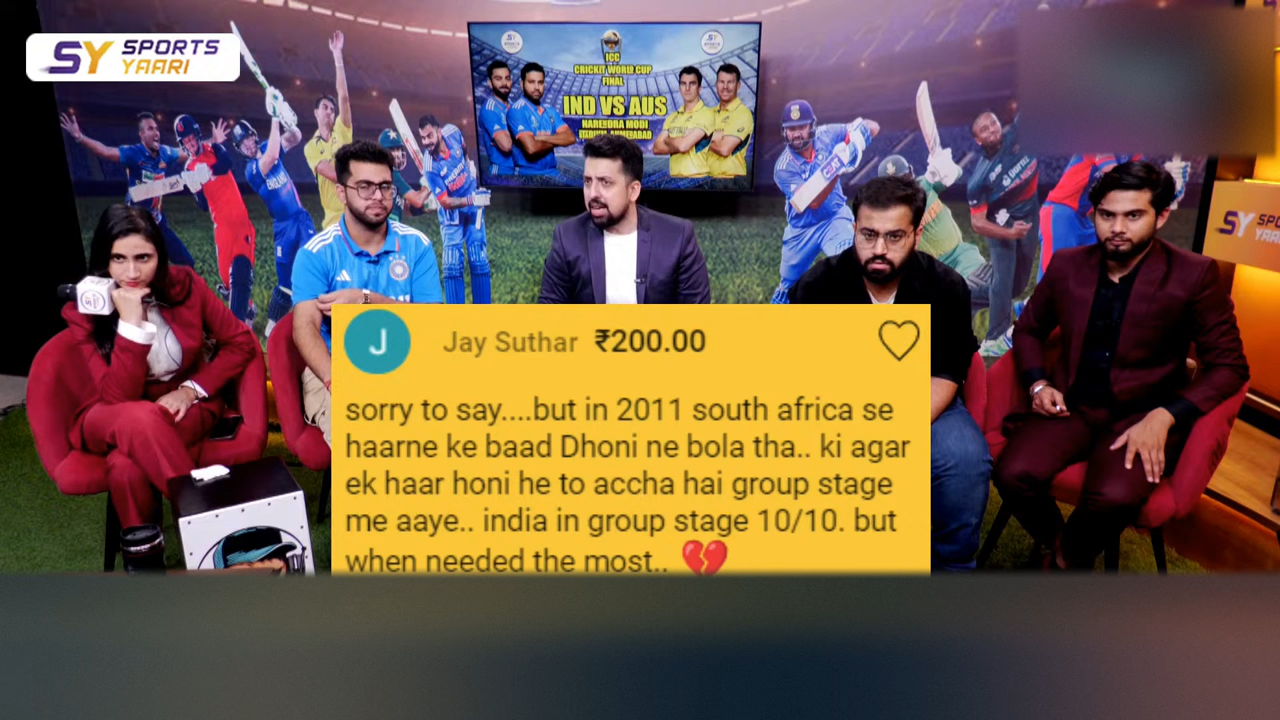 SY SPORTS YAARI
ICC
CRICKET WORLD CUP
FINAL
IND VS AUS
NARENDRA MODI
STADIUM, AHMEDABAD
ENGLAND
SY
YAARI
J Jay Suthar ₹200.00
sorry to say....but in 2011 south africa se
haarne ke baad Dhoni ne bola tha.. ki agar
ek haar honi he to accha hai group stage
me aaye.. india in group stage 10/10. but
when needed the most.. 💔